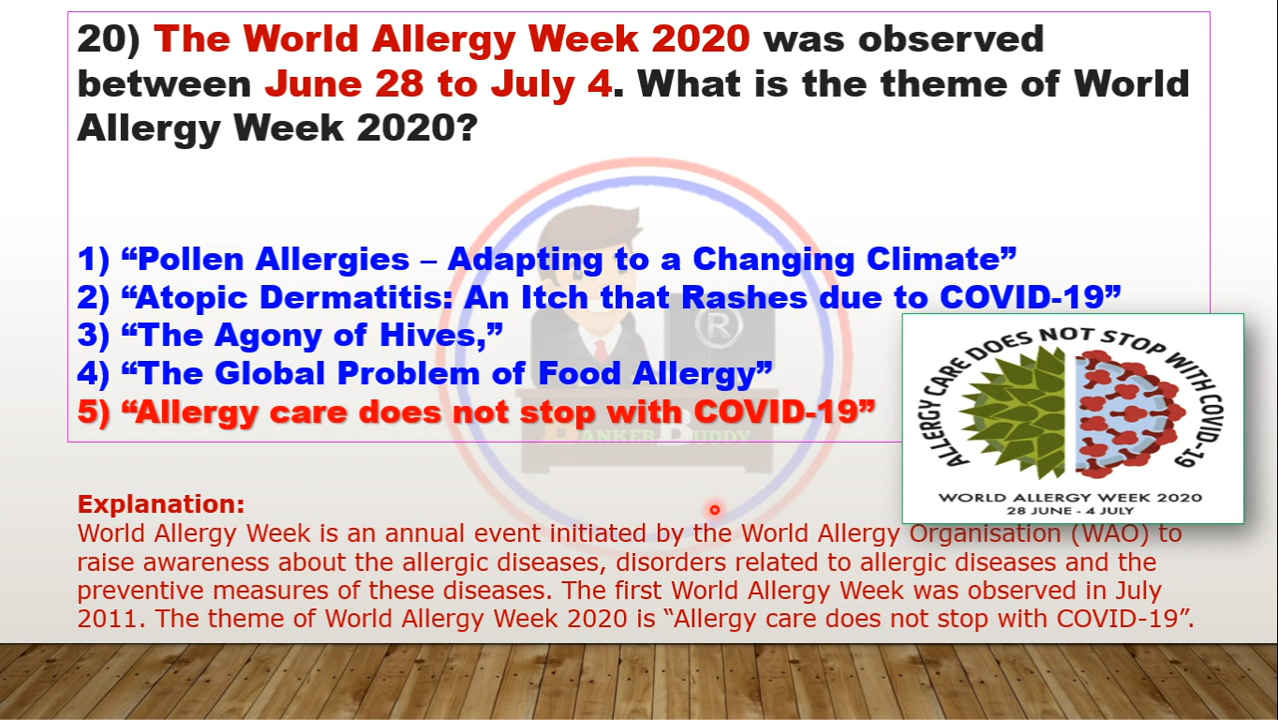 20) The World Allergy Week 2020 was observed
between June 28 to July 4. What is the theme of World
Allergy Week 2020?
1) “Pollen Allergies – Adapting to a Changing Climate”
2) “Atopic Dermatitis: An Itch that Rashes due to COVID-19”
3) “The Agony of Hives,”
4) “The Global Problem of Food Allergy”
5) “Allergy care does not stop with COVID-19”
®
BANKER BUDDY
ALLERGY CARE DOES NOT STOP WITH COVID-19
WORLD ALLERGY WEEK 2020
28 JUNE - 4 JULY
Explanation:
World Allergy Week is an annual event initiated by the World Allergy Organisation (WAO) to
raise awareness about the allergic diseases, disorders related to allergic diseases and the
preventive measures of these diseases. The first World Allergy Week was observed in July
2011. The theme of World Allergy Week 2020 is “Allergy care does not stop with COVID-19”.